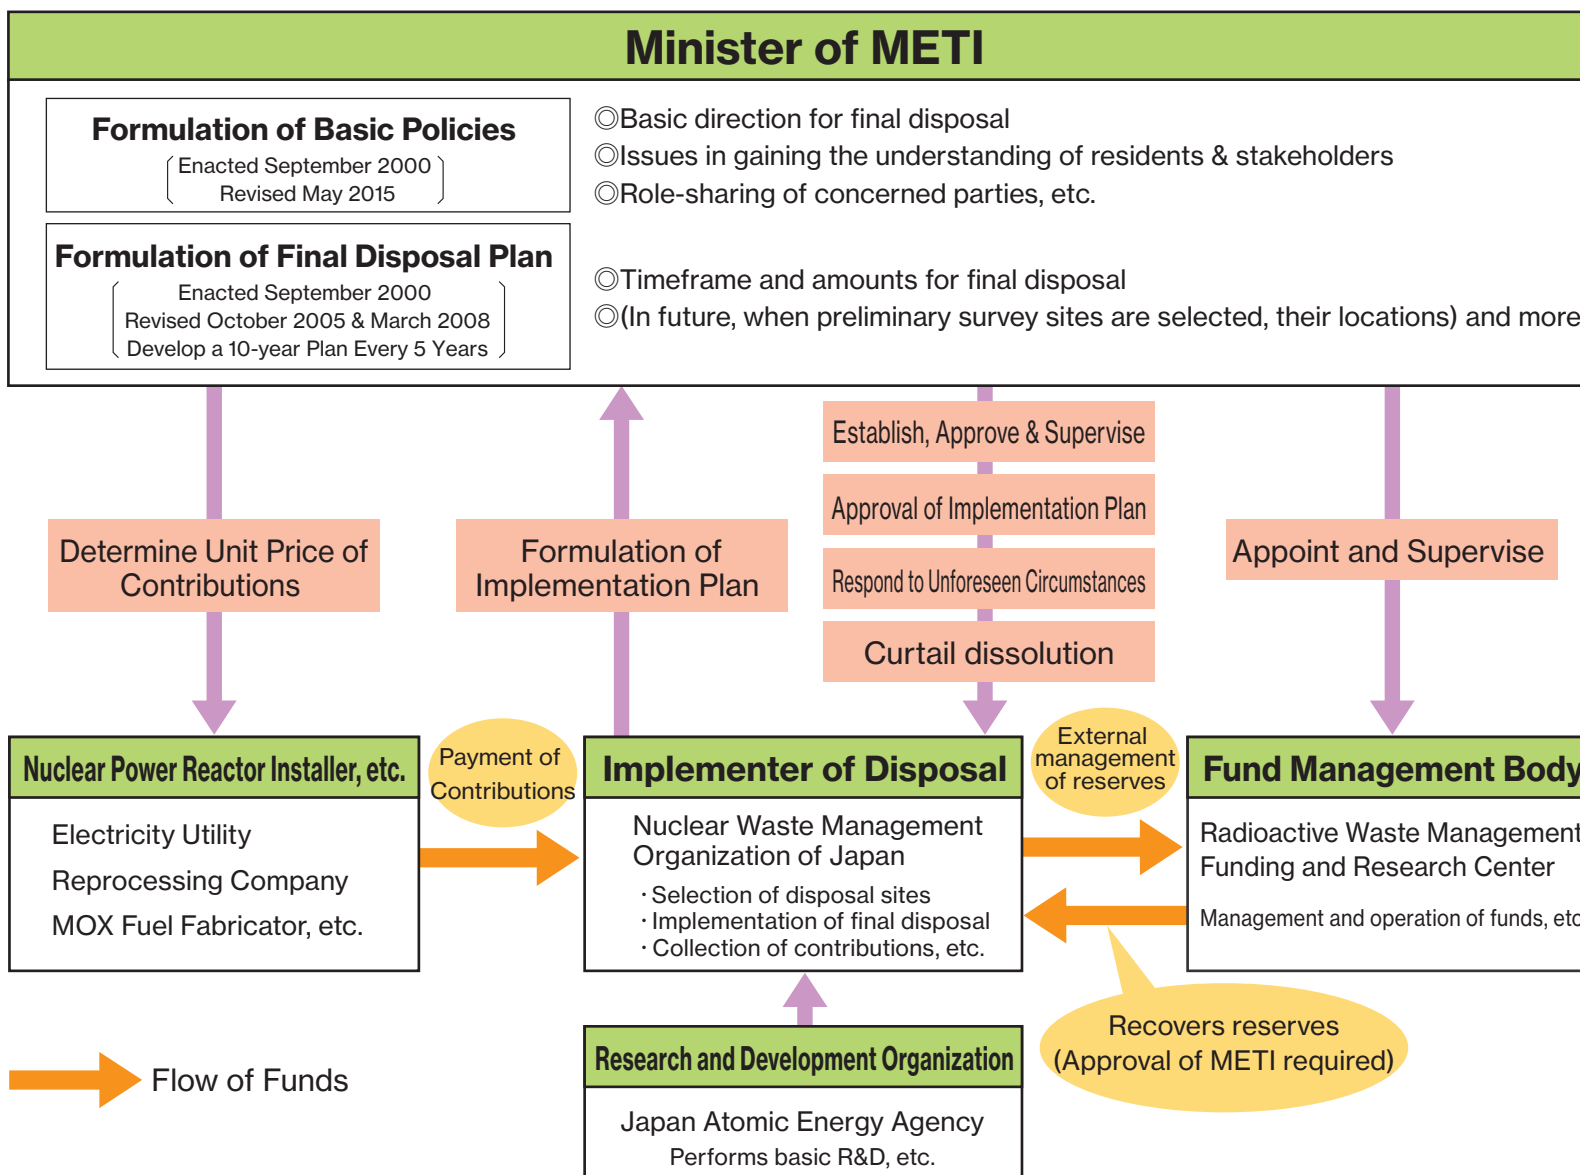 Minister of METI
Formulation of Basic Policies
Enacted September 2000
Revised May 2015
◎Basic direction for final disposal
◎Issues in gaining the understanding of residents & stakeholders
◎Role-sharing of concerned parties, etc.
Formulation of Final Disposal Plan
Enacted September 2000
Revised October 2005 & March 2008
Develop a 10-year Plan Every 5 Years
◎Timeframe and amounts for final disposal
◎(In future, when preliminary survey sites are selected, their locations) and more
Determine Unit Price of
Contributions
Formulation of
Implementation Plan
Establish, Approve & Supervise
Approval of Implementation Plan
Respond to Unforeseen Circumstances
Curtail dissolution
Appoint and Supervise
Nuclear Power Reactor Installer, etc.
Electricity Utility
Reprocessing Company
MOX Fuel Fabricator, etc.
Payment of
Contributions
Implementer of Disposal
Nuclear Waste Management
Organization of Japan
・Selection of disposal sites
・Implementation of final disposal
・Collection of contributions, etc.
External
management
of reserves
Fund Management Body
Radioactive Waste Management
Funding and Research Center
Management and operation of funds, etc
Recovers reserves
(Approval of METI required)
Flow of Funds
Research and Development Organization
Japan Atomic Energy Agency
Performs basic R&D, etc.